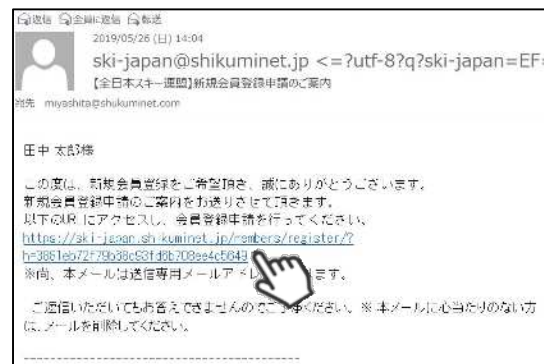 返信 全員に返信 転送
2019/05/26 (日) 14:04
ski-japan@shikuminet.jp <=?utf-8?q?ski-japan=EF=
【全日本スキー連盟】新規会員登録申請のご案内
宛先 miyashita@shukuminet.com
田中 太郎様
この度は、新規会員登録をご希望頂き、誠にありがとうございます。
新規会員登録申請のご案内をお送りさせて頂きます。
以下のURLにアクセスし、会員登録申請を行ってください。
https://ski-japan.shikuminet.jp/members/register/?
h=3861eb72f79b38c93fd6b708ee4c5649
※尚、本メールは送信専用メールアドレ ます。
ご返信いただいてもお答えできませんのでご了承ください。※ 本メールに心当たりのない方
は、メールを削除してください。
----------------------------------------